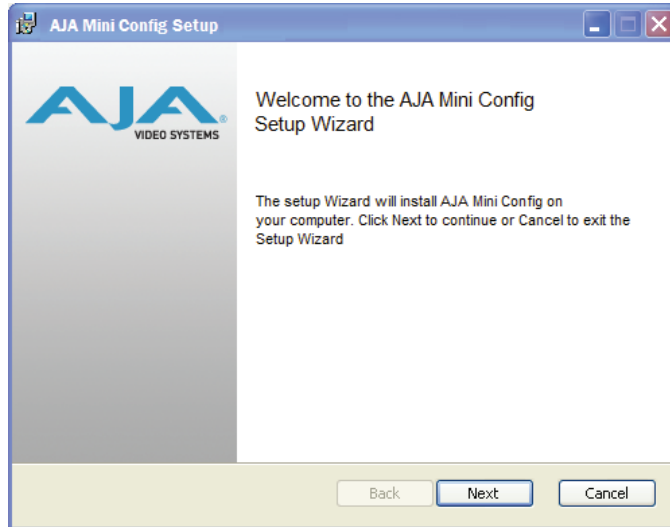 AJA Mini Config Setup
AJA®
VIDEO SYSTEMS
Welcome to the AJA Mini Config
Setup Wizard
The setup Wizard will install AJA Mini Config on
your computer. Click Next to continue or Cancel to exit the
Setup Wizard
Back
Next
Cancel